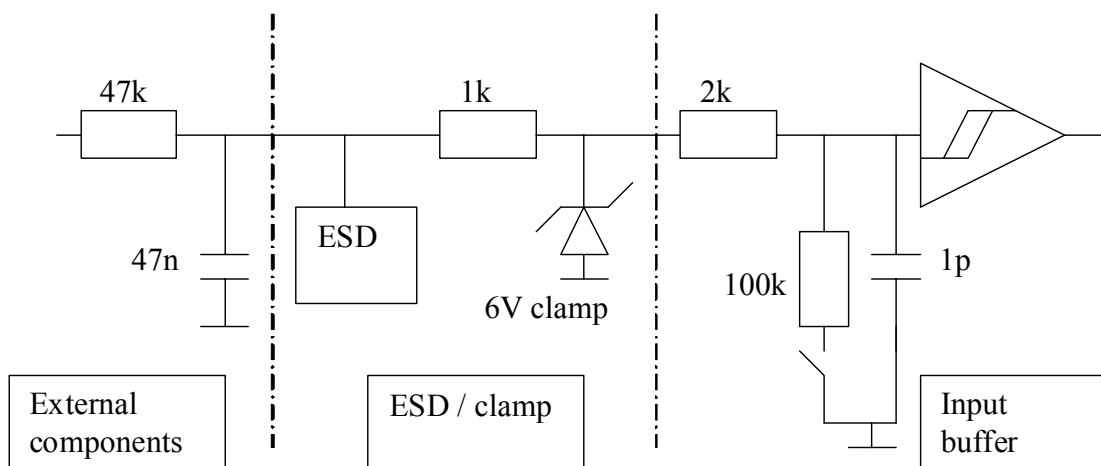 47k
1k
2k
ESD
47n
6V clamp
100k
1p
External
components
ESD / clamp
Input
buffer